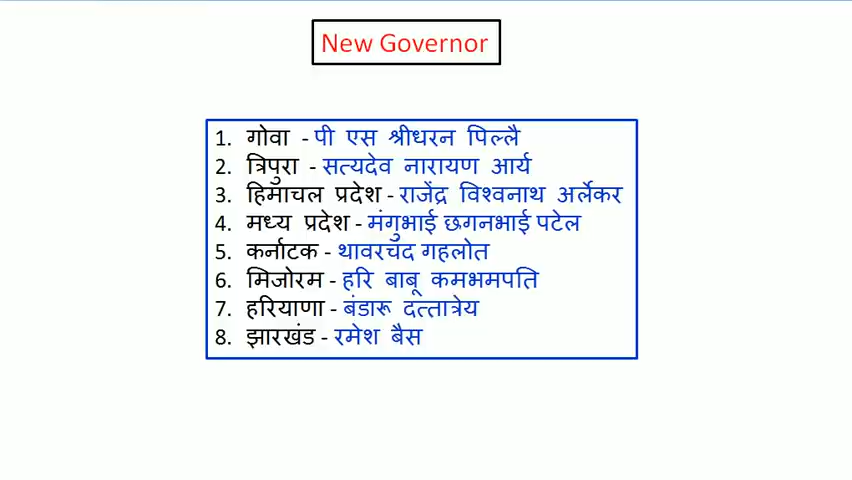 New Governor
1. गोवा - पी एस श्रीधरन पिल्लै
2. त्रिपुरा - सत्यदेव नारायण आर्य
3. हिमाचल प्रदेश - राजेंद्र विश्वनाथ अर्लेकर
4. मध्य प्रदेश - मंगुभाई छगनभाई पटेल
5. कर्नाटक - थावरचंद गहलोत
6. मिजोरम - हरि बाबू कमभमपति
7. हरियाणा - बंडारू दत्तात्रेय
8. झारखंड - रमेश बैस